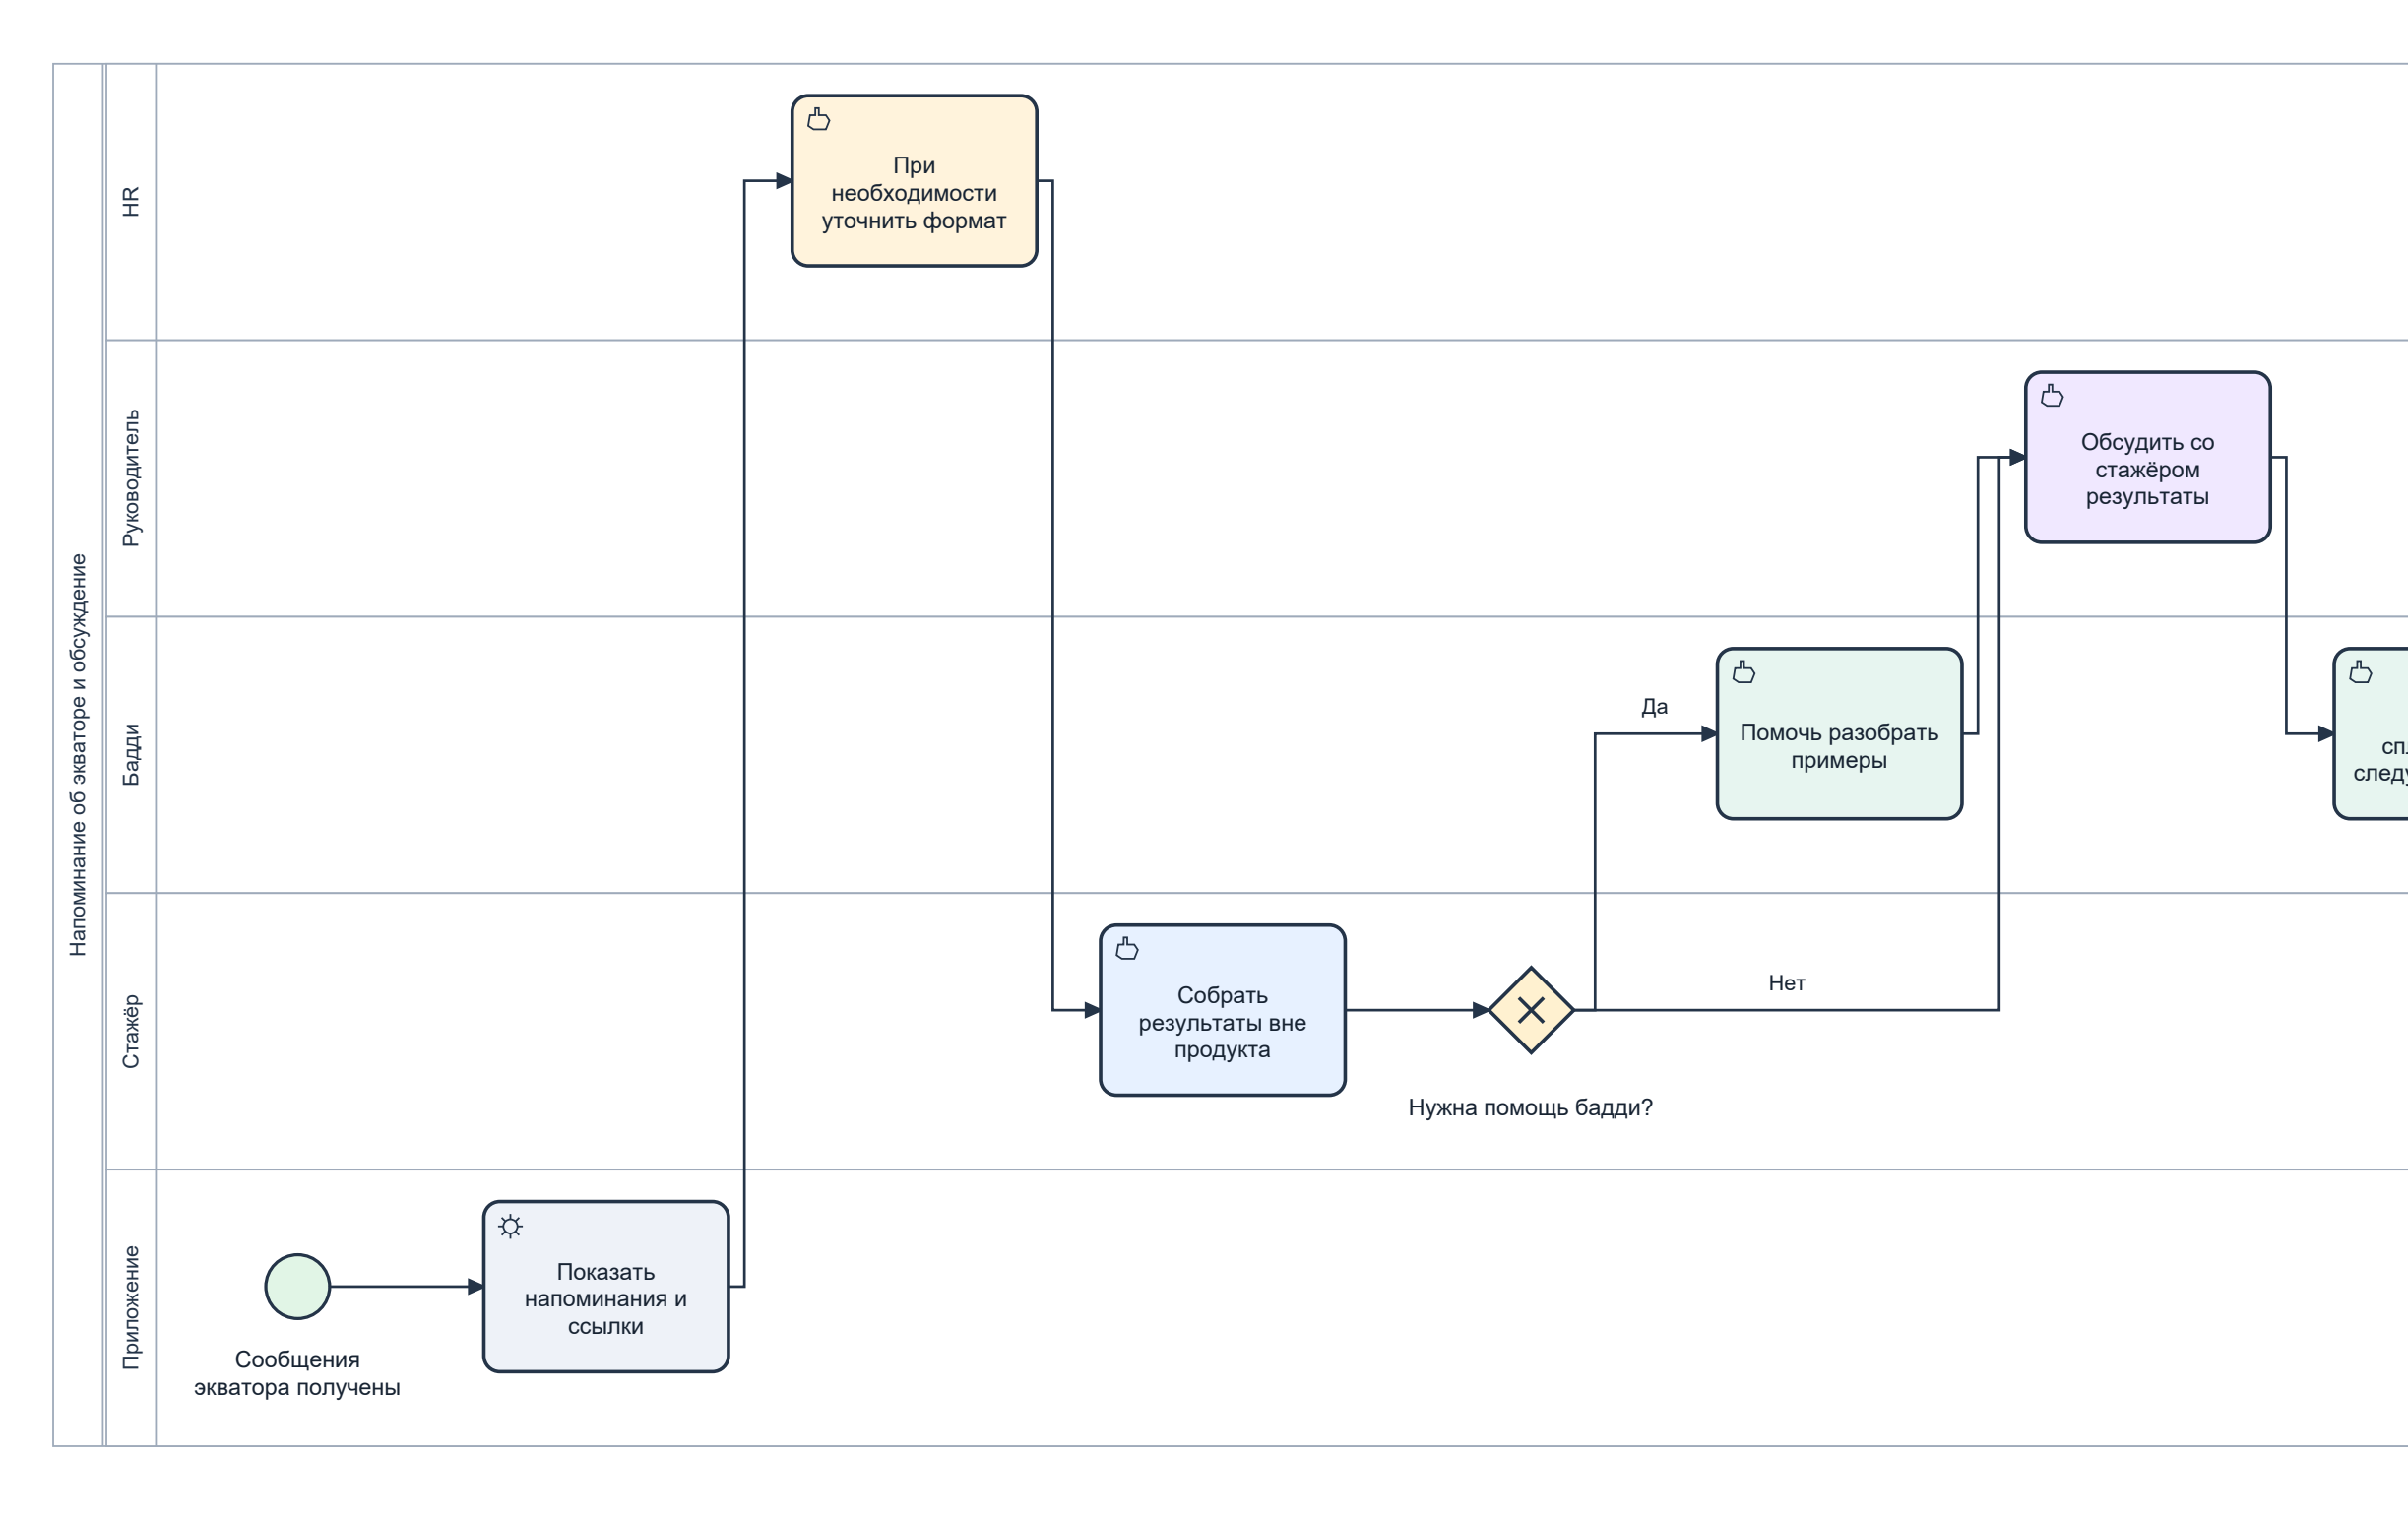 Напоминание об экваторе и обсуждение
HR
При
необходимости
уточнить формат
Руководитель
Обсудить со
стажёром
результаты
Бадди
Да
Помочь разобрать
примеры
Стажёр
Собрать
результаты вне
продукта
Нужна помощь бадди?
Нет
Приложение
Сообщения
экватора получены
Показать
напоминания и
ссылки